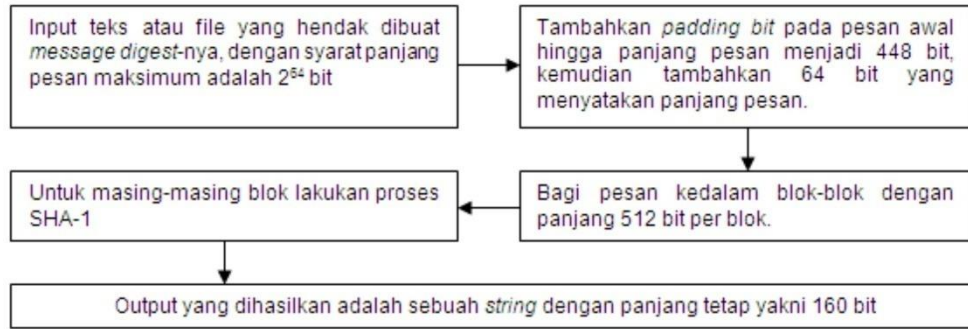 Input teks atau file yang hendak dibuat
message digest-nya, dengan syarat panjang
pesan maksimum adalah 2⁶⁴ bit
Tambahkan padding bit pada pesan awal
hingga panjang pesan menjadi 448 bit,
kemudian tambahkan 64 bit yang
menyatakan panjang pesan.
Bagi pesan kedalam blok-blok dengan
panjang 512 bit per blok.
Untuk masing-masing blok lakukan proses
SHA-1
Output yang dihasilkan adalah sebuah string dengan panjang tetap yakni 160 bit